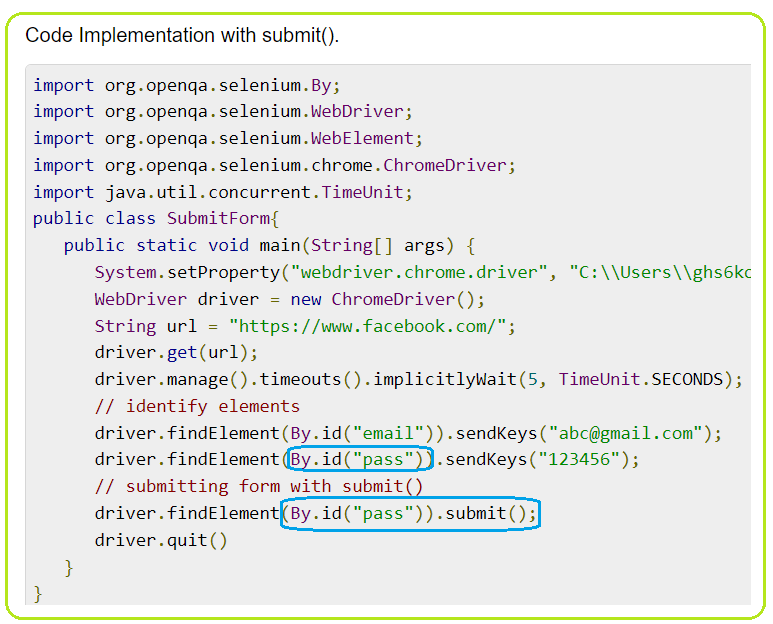 Code Implementation with submit().
import org.openqa.selenium.By;
import org.openqa.selenium.WebDriver;
import org.openqa.selenium.WebElement;
import org.openqa.selenium.chrome.ChromeDriver;
import java.util.concurrent.TimeUnit;
public class SubmitForm{
public static void main(String[] args) {
System.setProperty("webdriver.chrome.driver", "C:\\Users\\ghs6kc
WebDriver driver = new ChromeDriver();
String url = "https://www.facebook.com/";
driver.get(url);
driver.manage().timeouts().implicitlyWait(5, TimeUnit.SECONDS);
// identify elements
driver.findElement(By.id("email")).sendKeys("abc@gmail.com");
driver.findElement(By.id("pass")).sendKeys("123456");
// submitting form with submit()
driver.findElement(By.id("pass")).submit();
driver.quit()
}
}